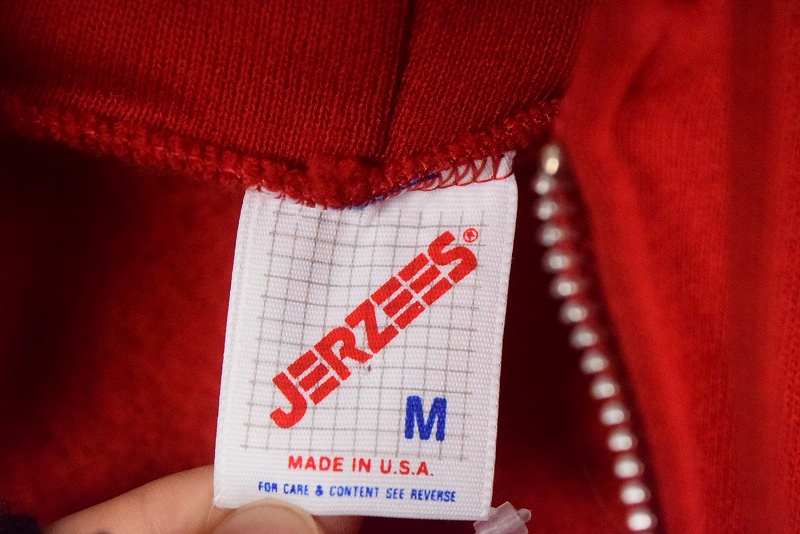 JERZEES®
M
MADE IN U.S.A.
FOR CARE & CONTENT SEE REVERSE